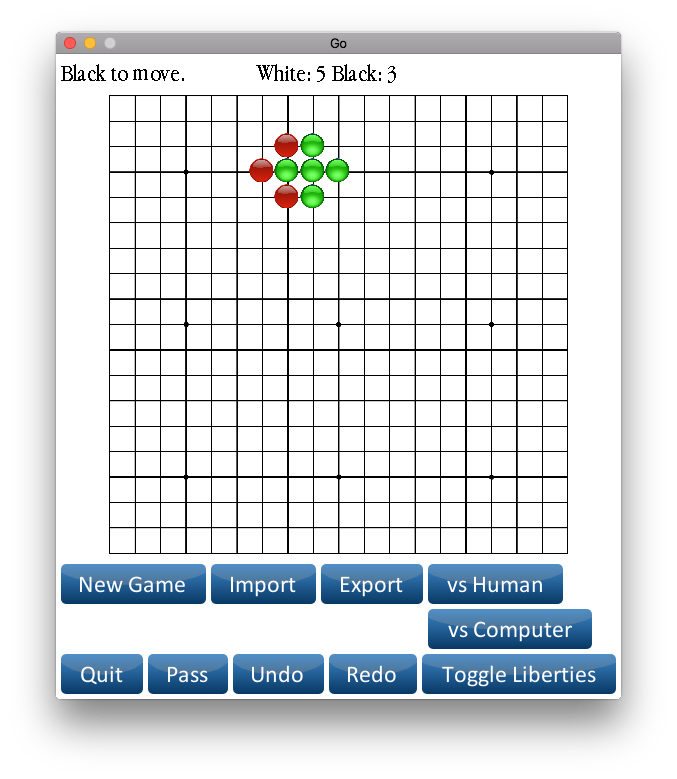 Go
Black to move. White: 5 Black: 3
New Game Import Export vs Human
vs Computer
Quit Pass Undo Redo Toggle Liberties